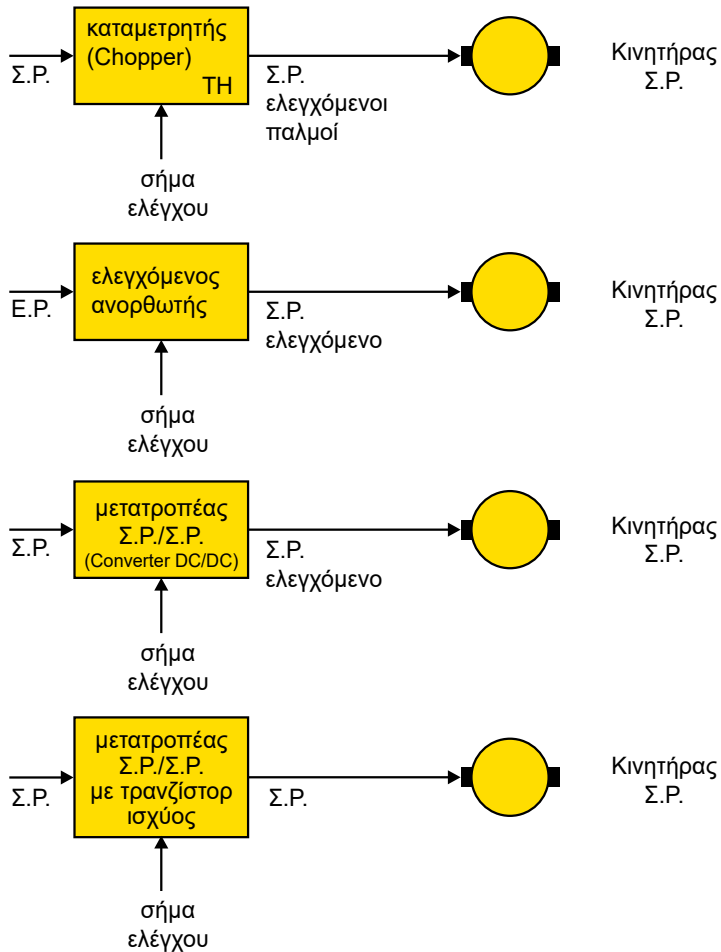 καταμετρητής
(Chopper)
TH
Σ.Ρ.
Σ.Ρ.
ελεγχόμενοι
παλμοί
Κινητήρας
Σ.Ρ.
σήμα
ελέγχου
ελεγχόμενος
ανορθωτής
Ε.Ρ.
Σ.Ρ.
ελεγχόμενο
Κινητήρας
Σ.Ρ.
σήμα
ελέγχου
μετατροπέας
Σ.Ρ./Σ.Ρ.
(Converter DC/DC)
Σ.Ρ.
Σ.Ρ.
ελεγχόμενο
Κινητήρας
Σ.Ρ.
σήμα
ελέγχου
μετατροπέας
Σ.Ρ./Σ.Ρ.
με τρανζίστορ
ισχύος
Σ.Ρ.
Σ.Ρ.
Κινητήρας
Σ.Ρ.
σήμα
ελέγχου